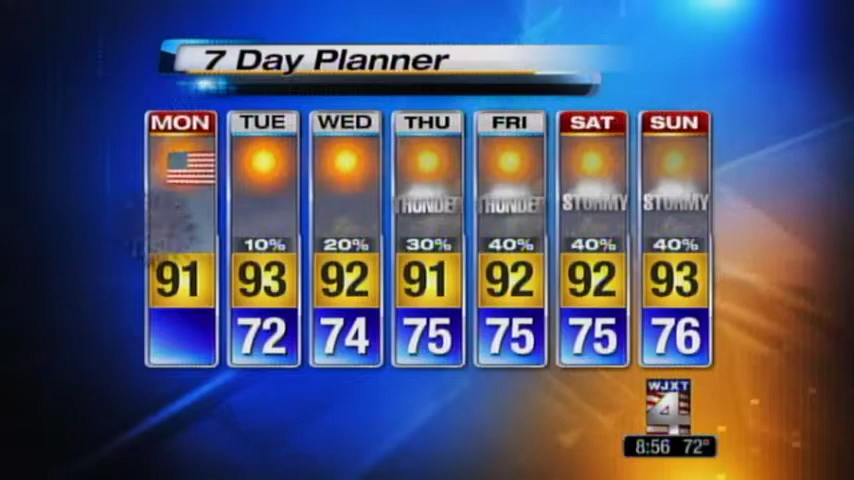 7 Day Planner
MON TUE WED THU FRI SAT SUN
THUNDER THUNDER STORMY STORMY
10% 20% 30% 40% 40% 40%
91 93 92 91 92 92 93
72 74 75 75 75 76
WJXT
4
8:56 72°